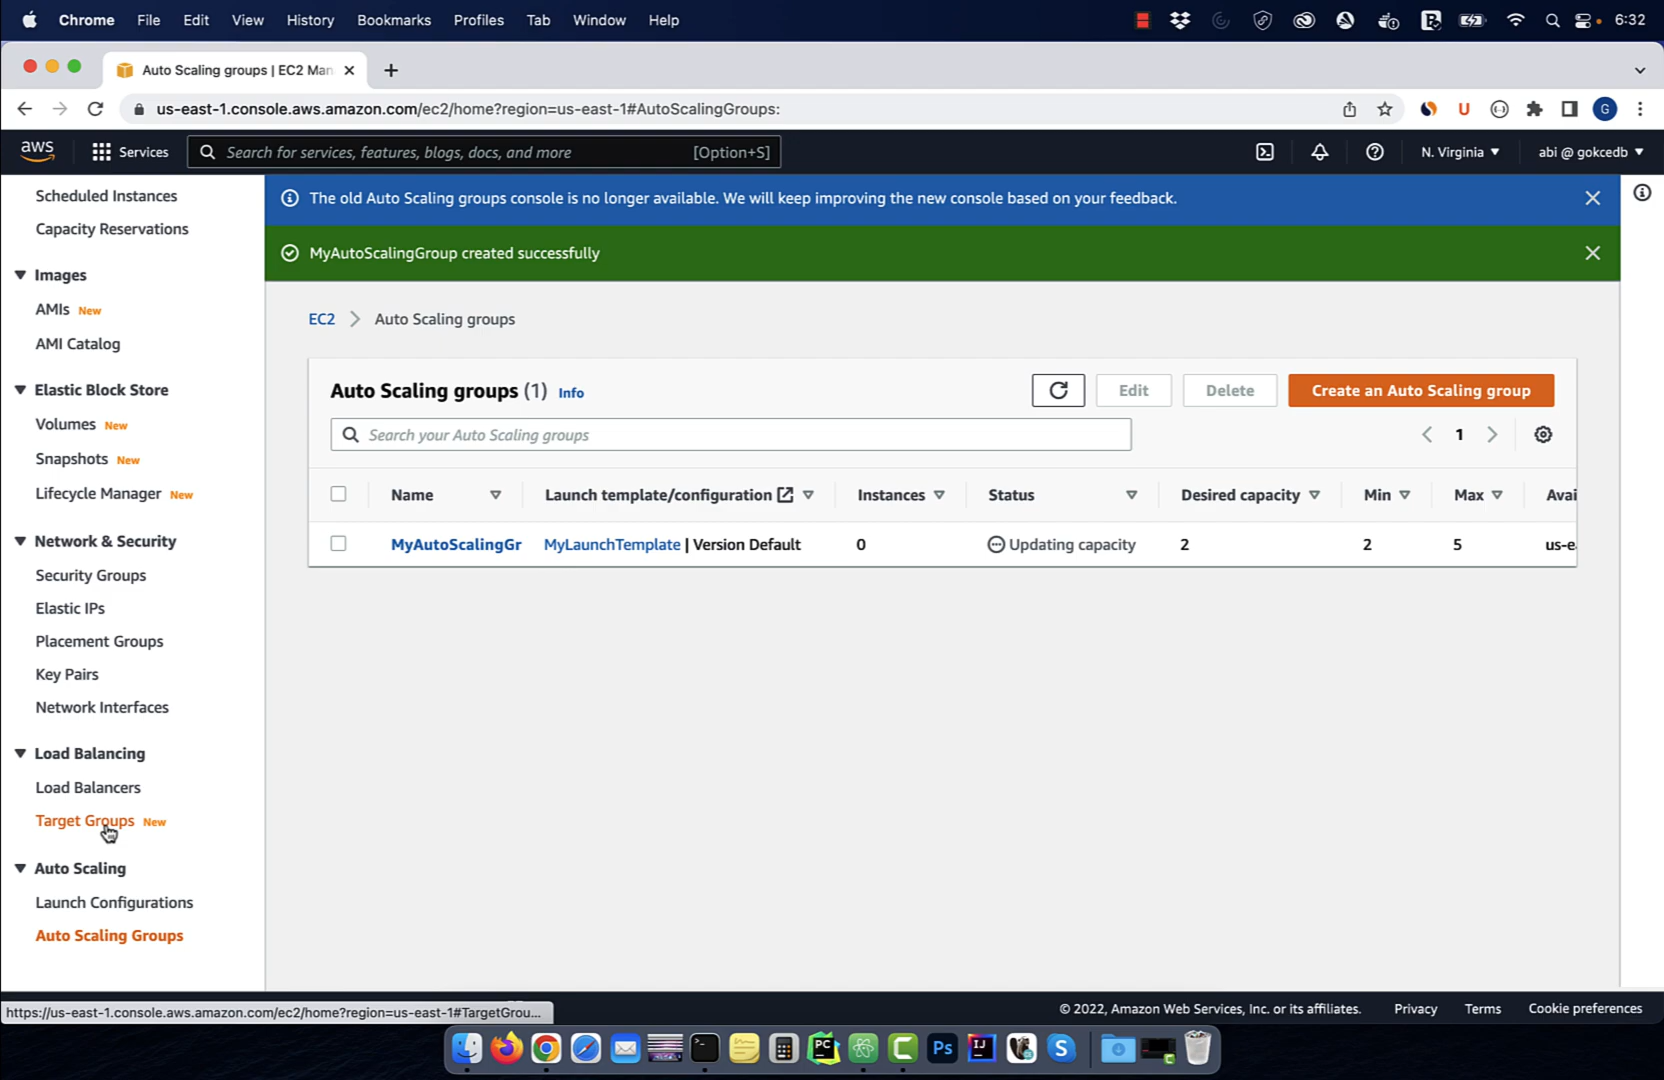 Chrome File Edit View History Bookmarks Profiles Tab Window Help 6:32
Auto Scaling groups | EC2 Man
us-east-1.console.aws.amazon.com/ec2/home?region=us-east-1#AutoScalingGroups: U G
aws Services Search for services, features, blogs, docs, and more [Option+S] N. Virginia abi @ gokcedb
Scheduled Instances
Capacity Reservations
Images
AMIs New
AMI Catalog
Elastic Block Store
Volumes New
Snapshots New
Lifecycle Manager New
Network & Security
Security Groups
Elastic IPs
Placement Groups
Key Pairs
Network Interfaces
Load Balancing
Load Balancers
Target Groups New
Auto Scaling
Launch Configurations
Auto Scaling Groups
The old Auto Scaling groups console is no longer available. We will keep improving the new console based on your feedback.
MyAutoScalingGroup created successfully
EC2 > Auto Scaling groups
Auto Scaling groups (1) Info Edit Delete Create an Auto Scaling group
Search your Auto Scaling groups 1
Name Launch template/configuration Instances Status Desired capacity Min Max Avai
MyAutoScalingGr MyLaunchTemplate | Version Default 0 Updating capacity 2 2 5 us-e
https://us-east-1.console.aws.amazon.com/ec2/home?region=us-east-1#TargetGrou...
© 2022, Amazon Web Services, Inc. or its affiliates. Privacy Terms Cookie preferences
PC Ps IJ S